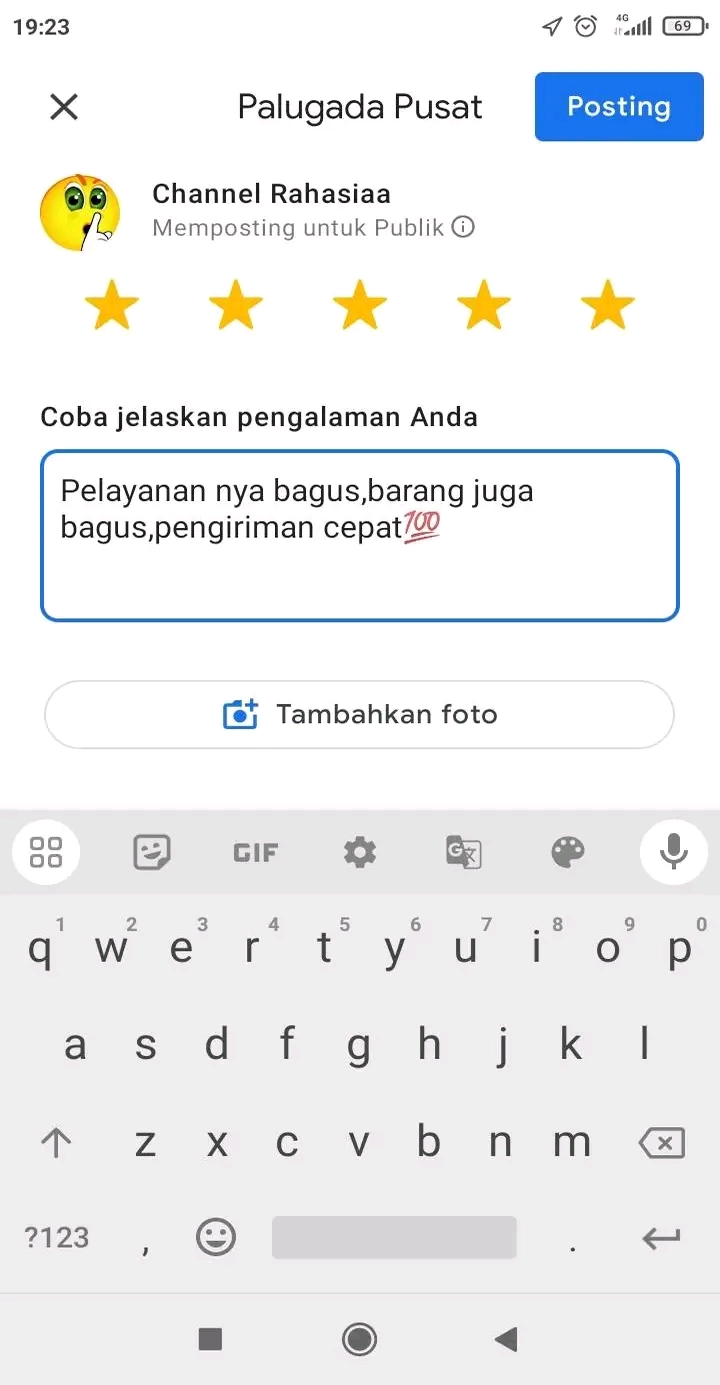 19:23
4G
69
Palugada Pusat
Posting
Channel Rahasiaa
Memposting untuk Publik
Coba jelaskan pengalaman Anda
Pelayanan nya bagus,barang juga
bagus,pengiriman cepat💯
Tambahkan foto
GIF
G
1 2 3 4 5 6 7 8 9 0
q w e r t y u i o p
a s d f g h j k l
z x c v b n m
?123 , .